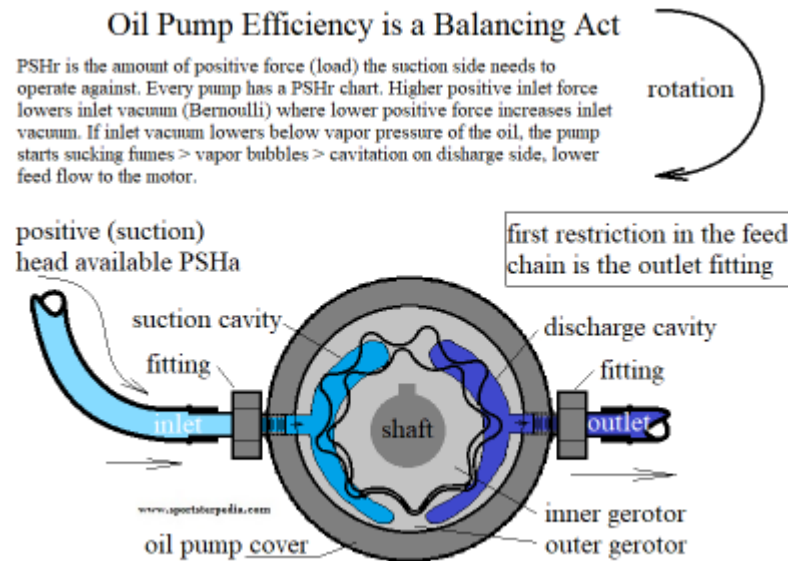 Oil Pump Efficiency is a Balancing Act
PSHr is the amount of positive force (load) the suction side needs to
operate against. Every pump has a PSHr chart. Higher positive inlet force
lowers inlet vacuum (Bernoulli) where lower positive force increases inlet
vacuum. If inlet vacuum lowers below vapor pressure of the oil, the pump
starts sucking fumes > vapor bubbles > cavitation on disharge side, lower
feed flow to the motor.
rotation
positive (suction)
head available PSHa
first restriction in the feed
chain is the outlet fitting
suction cavity
discharge cavity
fitting
fitting
inlet
shaft
outlet
www.sportsterpedia.com
inner gerotor
oil pump cover
outer gerotor